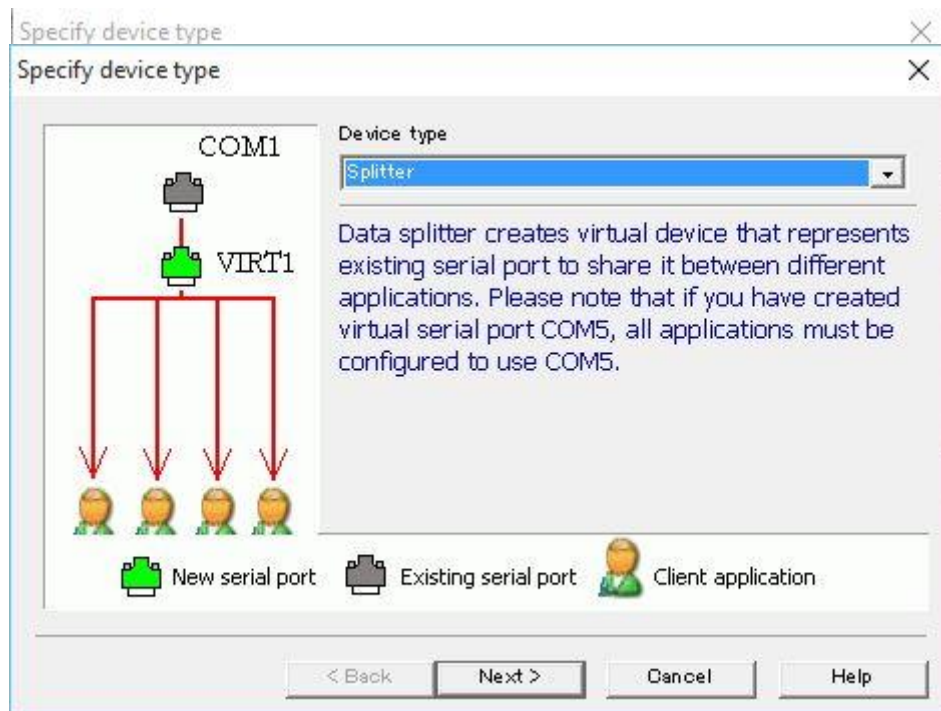 Specify device type
Specify device type
COM1
VIRT1
Device type
Splitter
Data splitter creates virtual device that represents
existing serial port to share it between different
applications. Please note that if you have created
virtual serial port COM5, all applications must be
configured to use COM5.
New serial port
Existing serial port
Client application
< Back
Next >
Cancel
Help